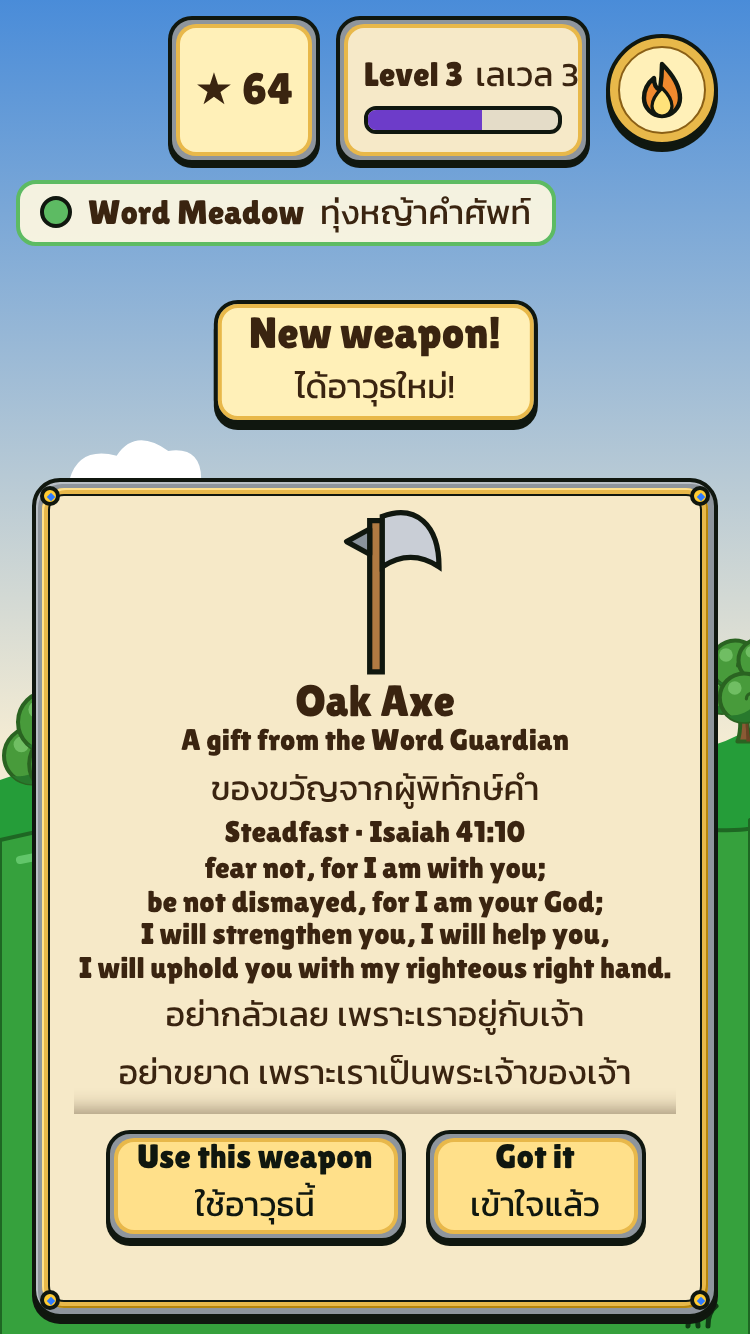 ★ 64
Level 3 เลเวล 3
Word Meadow ทุ่งหญ้าคำศัพท์
New weapon!
ได้อาวุธใหม่!
Oak Axe
A gift from the Word Guardian
ของขวัญจากผู้พิทักษ์คำ
Steadfast · Isaiah 41:10
fear not, for I am with you;
be not dismayed, for I am your God;
I will strengthen you, I will help you,
I will uphold you with my righteous right hand.
อย่ากลัวเลย เพราะเราอยู่กับเจ้า
อย่าขยาด เพราะเราเป็นพระเจ้าของเจ้า
Use this weapon
ใช้อาวุธนี้
Got it
เข้าใจแล้ว